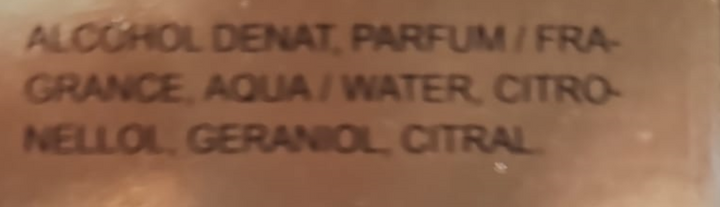 ALCOHOL DENAT, PARFUM / FRA-
GRANCE, AQUA / WATER, CITRO-
NELLOL, GERANIOL, CITRAL.